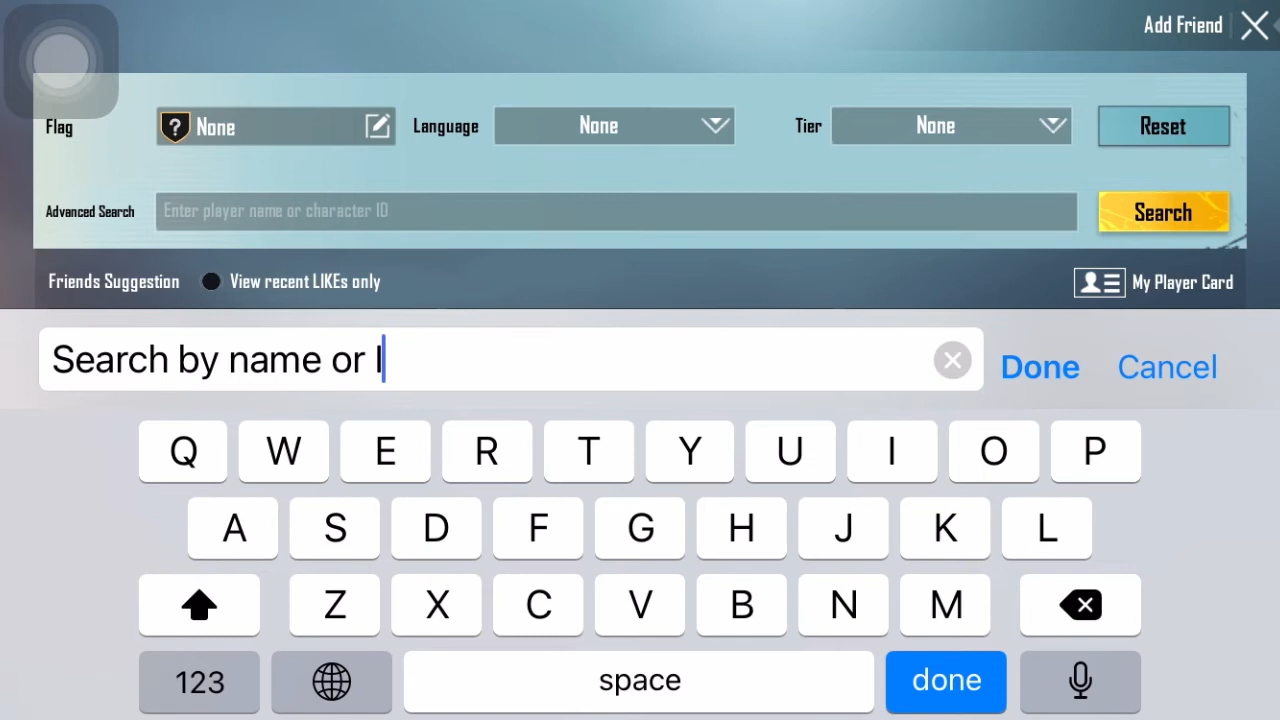 Add Friend
Flag ? None Language None Tier None Reset
Advanced Search Enter player name or character ID Search
Friends Suggestion View recent LIKEs only My Player Card
Search by name or I Done Cancel
Q W E R T Y U I O P
A S D F G H J K L
Z X C V B N M
123 space done